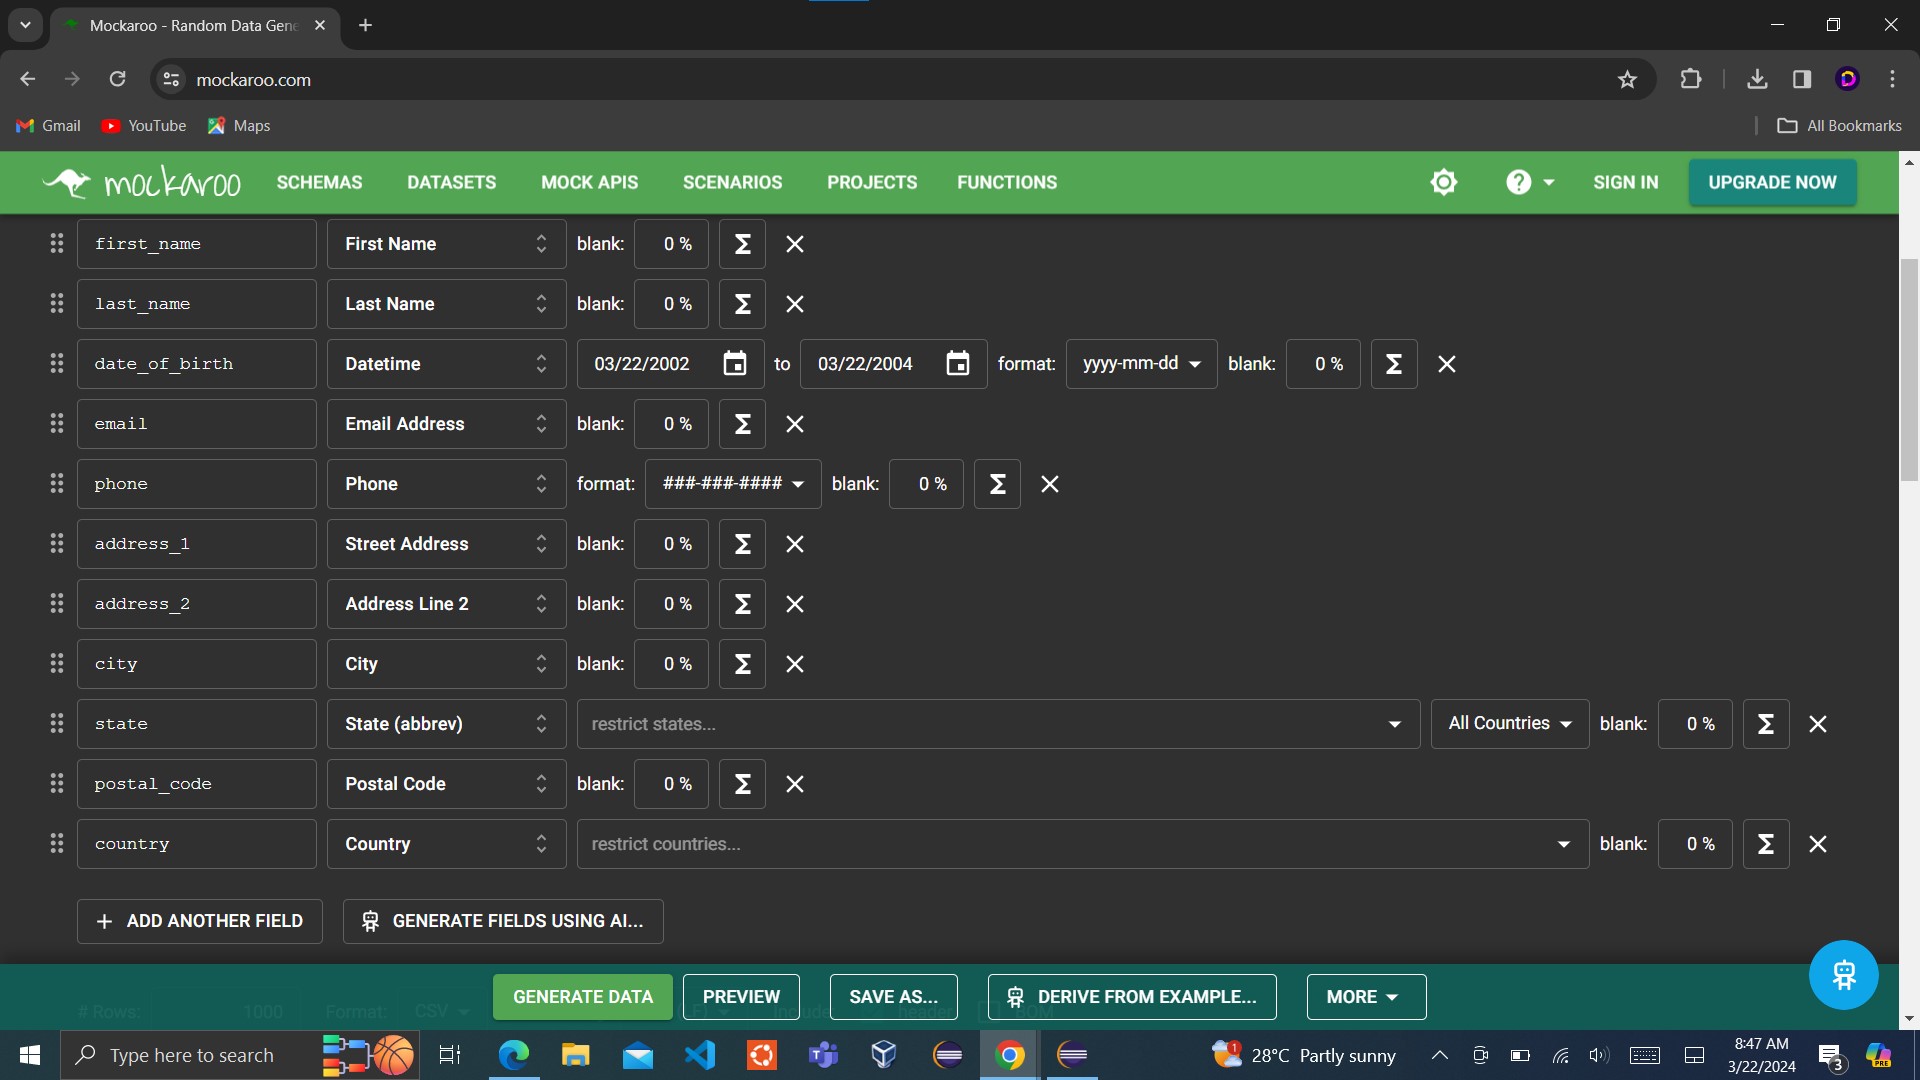 Mockaroo - Random Data Gene
mockaroo.com
Gmail YouTube Maps All Bookmarks
mockaroo SCHEMAS DATASETS MOCK APIS SCENARIOS PROJECTS FUNCTIONS ? SIGN IN UPGRADE NOW
first_name First Name blank: 0 % Σ
last_name Last Name blank: 0 % Σ
date_of_birth Datetime 03/22/2002 to 03/22/2004 format: yyyy-mm-dd blank: 0 % Σ
email Email Address blank: 0 % Σ
phone Phone format: ###-###-#### blank: 0 % Σ
address_1 Street Address blank: 0 % Σ
address_2 Address Line 2 blank: 0 % Σ
city City blank: 0 % Σ
state State (abbrev) restrict states... All Countries blank: 0 % Σ
postal_code Postal Code blank: 0 % Σ
country Country restrict countries... blank: 0 % Σ
+ ADD ANOTHER FIELD GENERATE FIELDS USING AI...
GENERATE DATA PREVIEW SAVE AS... DERIVE FROM EXAMPLE... MORE
# Rows: 1000 Format: CSV header BOM
Type here to search 1 28°C Partly sunny 8:47 AM 3
3/22/2024 PRE